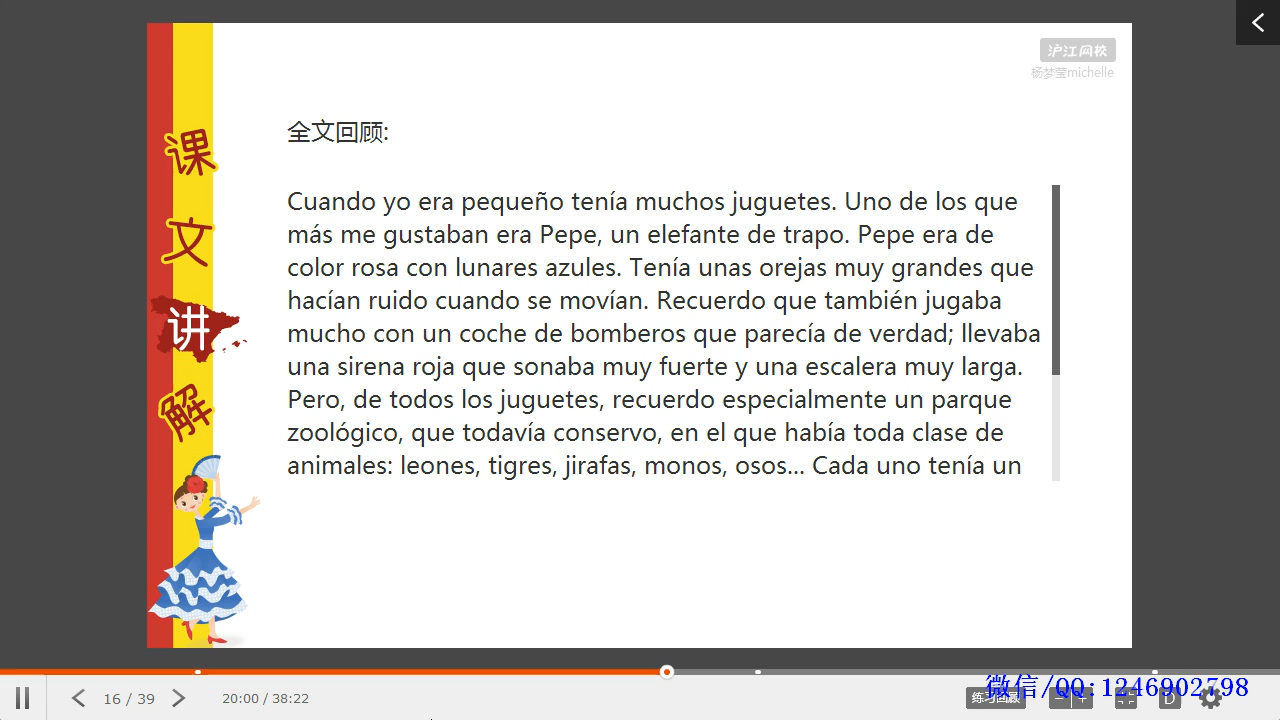 沪江网校
杨梦莹michelle
课
文
讲
解
全文回顾:
Cuando yo era pequeño tenía muchos juguetes. Uno de los que
más me gustaban era Pepe, un elefante de trapo. Pepe era de
color rosa con lunares azules. Tenía unas orejas muy grandes que
hacían ruido cuando se movían. Recuerdo que también jugaba
mucho con un coche de bomberos que parecía de verdad; llevaba
una sirena roja que sonaba muy fuerte y una escalera muy larga.
Pero, de todos los juguetes, recuerdo especialmente un parque
zoológico, que todavía conservo, en el que había toda clase de
animales: leones, tigres, jirafas, monos, osos... Cada uno tenía un
16 / 39
20:00 / 38:22
练习回顾
D
微信/QQ:1246902798